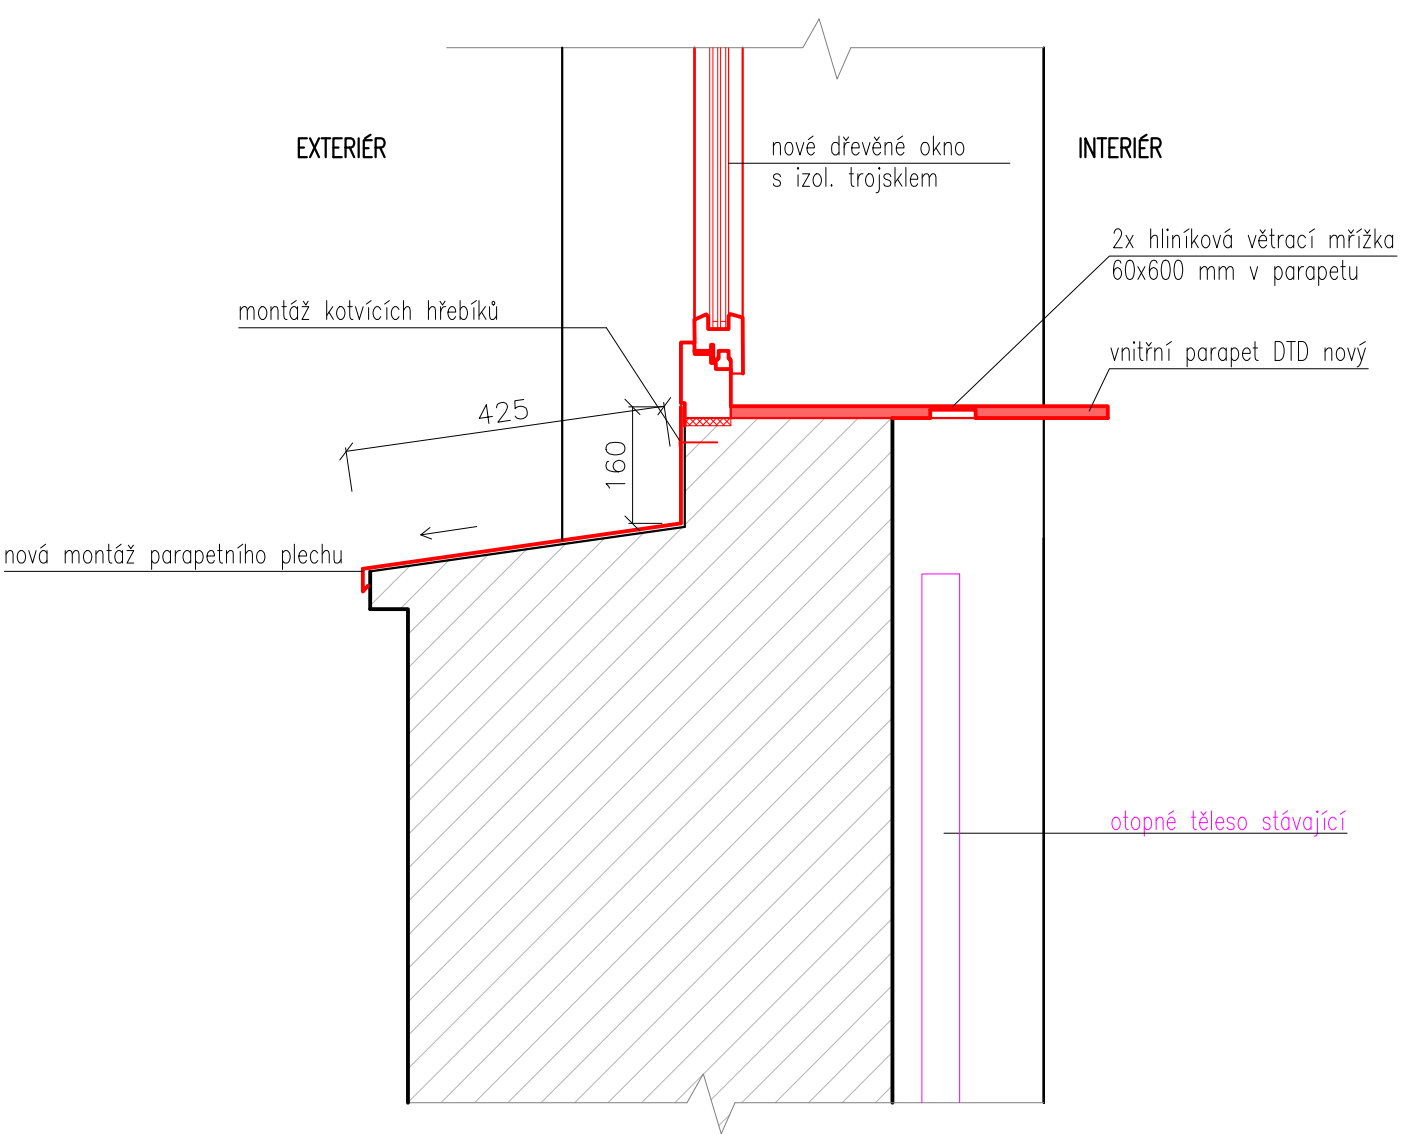 EXTERIÉR
INTERIÉR
nové dřevěné okno
s izol. trojsklem
2x hliníková větrací mřížka
60x600 mm v parapetu
montáž kotvících hřebíků
vnitřní parapet DTD nový
425
160
nová montáž parapetního plechu
otopné těleso stávající